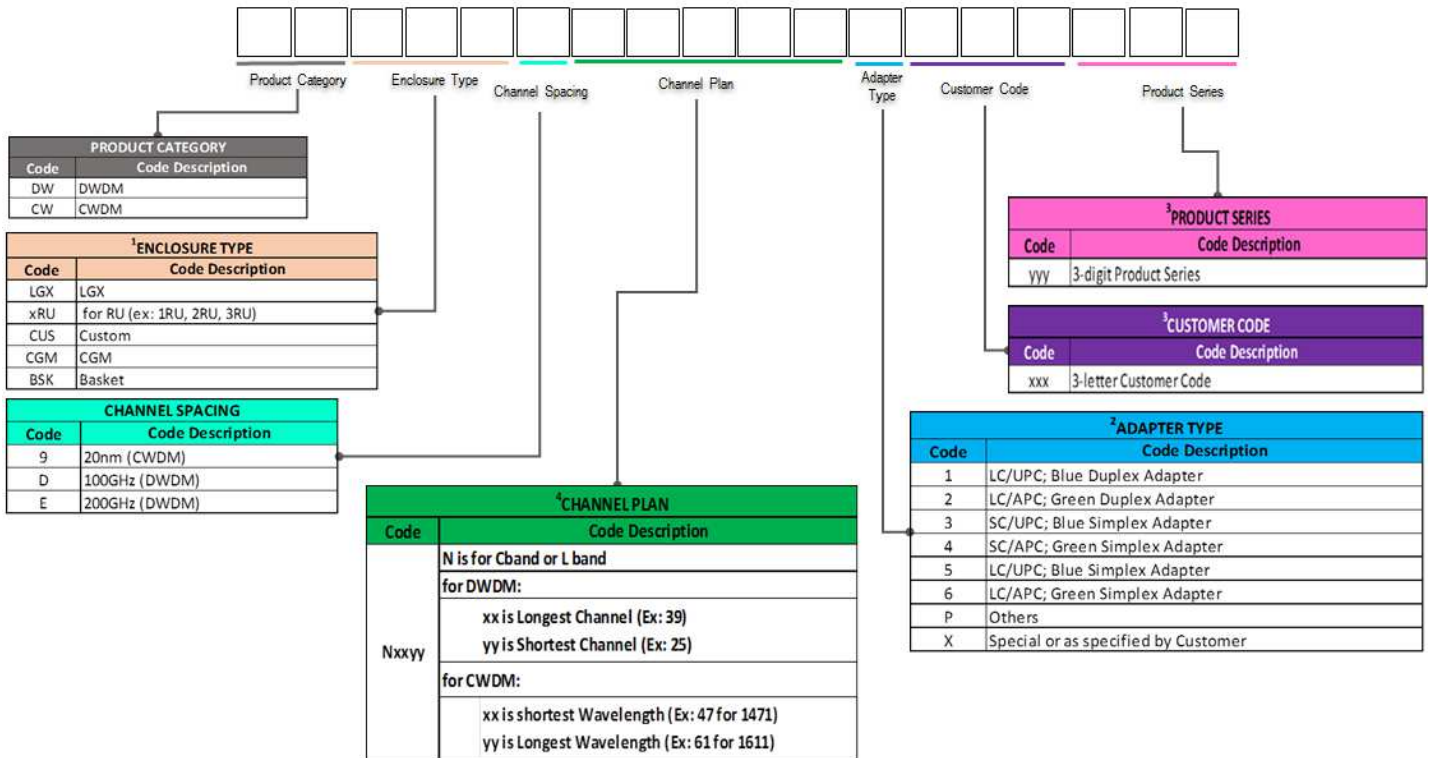 Product Category
Enclosure Type
Channel Spacing
Channel Plan
Adapter
Type
Customer Code
Product Series
PRODUCT CATEGORY
Code Code Description
DW DWDM
CW CWDM
1ENCLOSURE TYPE
Code Code Description
LGX LGX
xRU for RU (ex: 1RU, 2RU, 3RU)
CUS Custom
CGM CGM
BSK Basket
CHANNEL SPACING
Code Code Description
9 20nm (CWDM)
D 100GHz (DWDM)
E 200GHz (DWDM)
4CHANNEL PLAN
Code Code Description
N is for Cband or L band
for DWDM:
xx is Longest Channel (Ex: 39)
yy is Shortest Channel (Ex: 25)
Nxxyy
for CWDM:
xx is shortest Wavelength (Ex: 47 for 1471)
yy is Longest Wavelength (Ex: 61 for 1611)
3PRODUCT SERIES
Code Code Description
yyy 3-digit Product Series
3CUSTOMER CODE
Code Code Description
xxx 3-letter Customer Code
2ADAPTER TYPE
Code Code Description
1 LC/UPC; Blue Duplex Adapter
2 LC/APC; Green Duplex Adapter
3 SC/UPC; Blue Simplex Adapter
4 SC/APC; Green Simplex Adapter
5 LC/UPC; Blue Simplex Adapter
6 LC/APC; Green Simplex Adapter
P Others
X Special or as specified by Customer